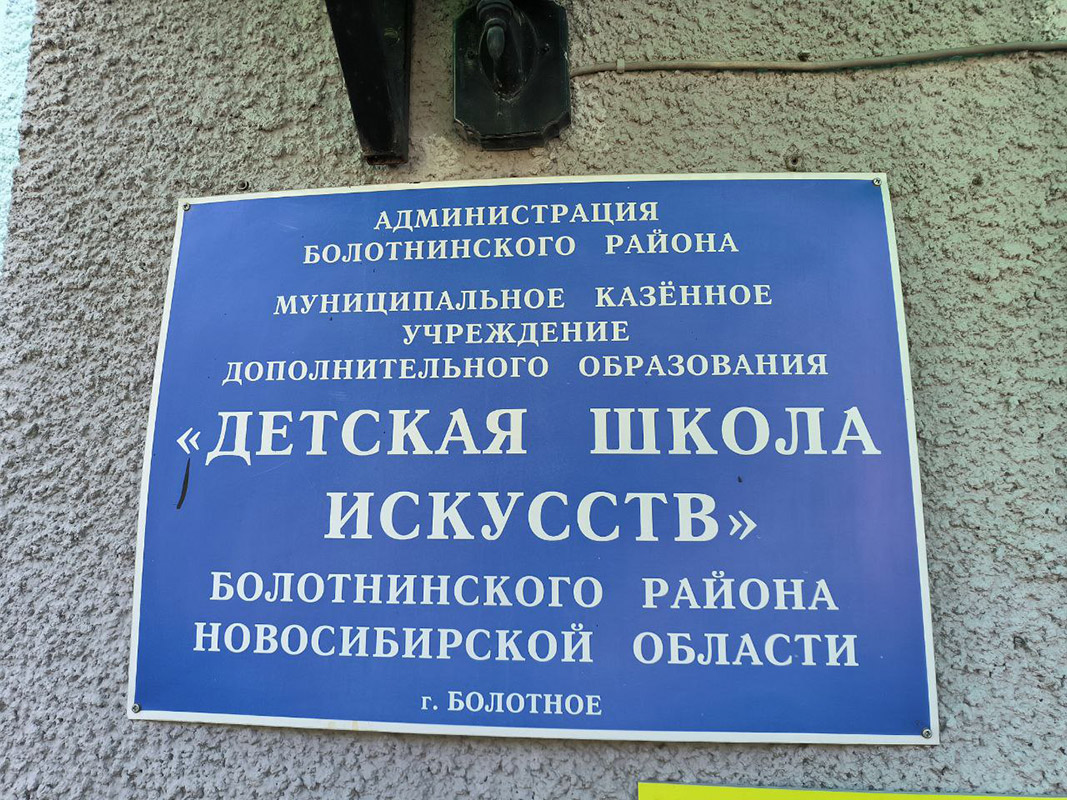 АДМИНИСТРАЦИЯ
БОЛОТНИНСКОГО РАЙОНА
МУНИЦИПАЛЬНОЕ КАЗЁННОЕ
УЧРЕЖДЕНИЕ
ДОПОЛНИТЕЛЬНОГО ОБРАЗОВАНИЯ
«ДЕТСКАЯ ШКОЛА
ИСКУССТВ»
БОЛОТНИНСКОГО РАЙОНА
НОВОСИБИРСКОЙ ОБЛАСТИ
г. БОЛОТНОЕ